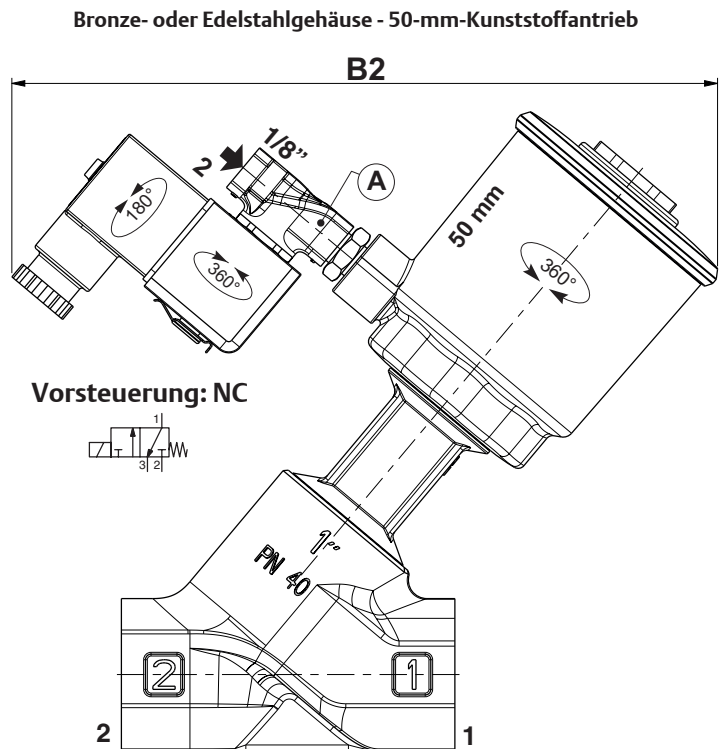 Bronze- oder Edelstahlgehäuse - 50-mm-Kunststoffantrieb
B2
2
1/8”
A
180°
360°
50 mm
360°
Vorsteuerung: NC
1
3 2
1"
PN 40
2
1
2
1